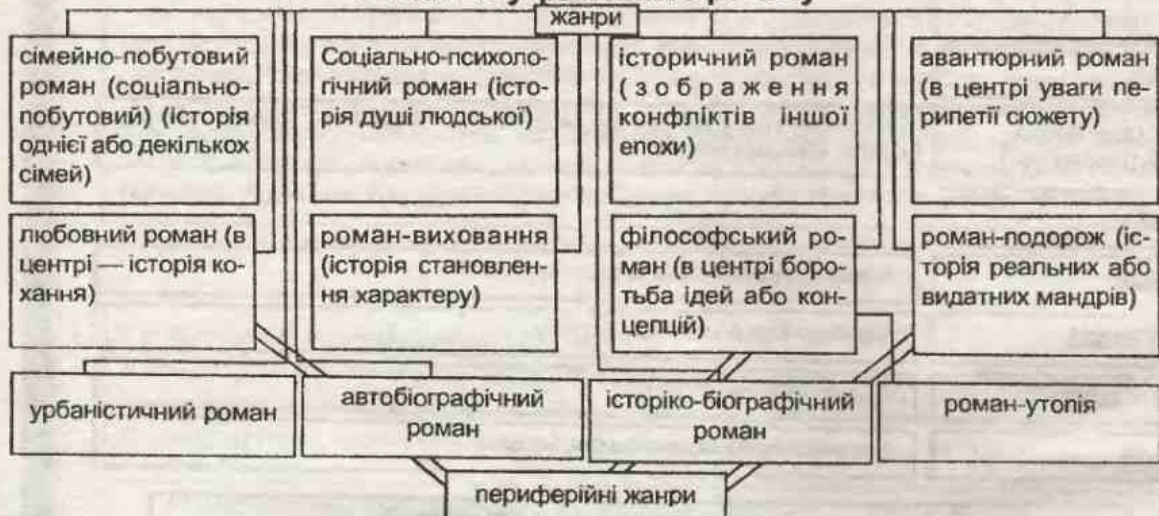 жанри
сімейно-побутовий
роман (соціально-
побутовий) (історія
однієї або декількох
сімей)
Соціально-психоло-
гічний роман (істо-
рія душі людської)
історичний роман
(зображення
конфліктів іншої
епохи)
авантюрний роман
(в центрі уваги пе-
рипетії сюжету)
любовний роман (в
центрі — історія ко-
хання)
роман-виховання
(історія становлен-
ня характеру)
філософський ро-
ман (в центрі боро-
тьба ідей або кон-
цепцій)
роман-подорож (іс-
торія реальних або
видатних мандрів)
урбаністичний роман
автобіографічний
роман
історіко-біографічний
роман
роман-утопія
периферійні жанри